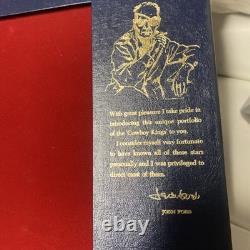 With great pleasure I take pride in
introducing this unique portfolio
of the 'Cowboy Kings' to you.
I consider myself very fortunate
to have known all of these stars
personally and I was privileged to
direct most of them.
JOHN FORD